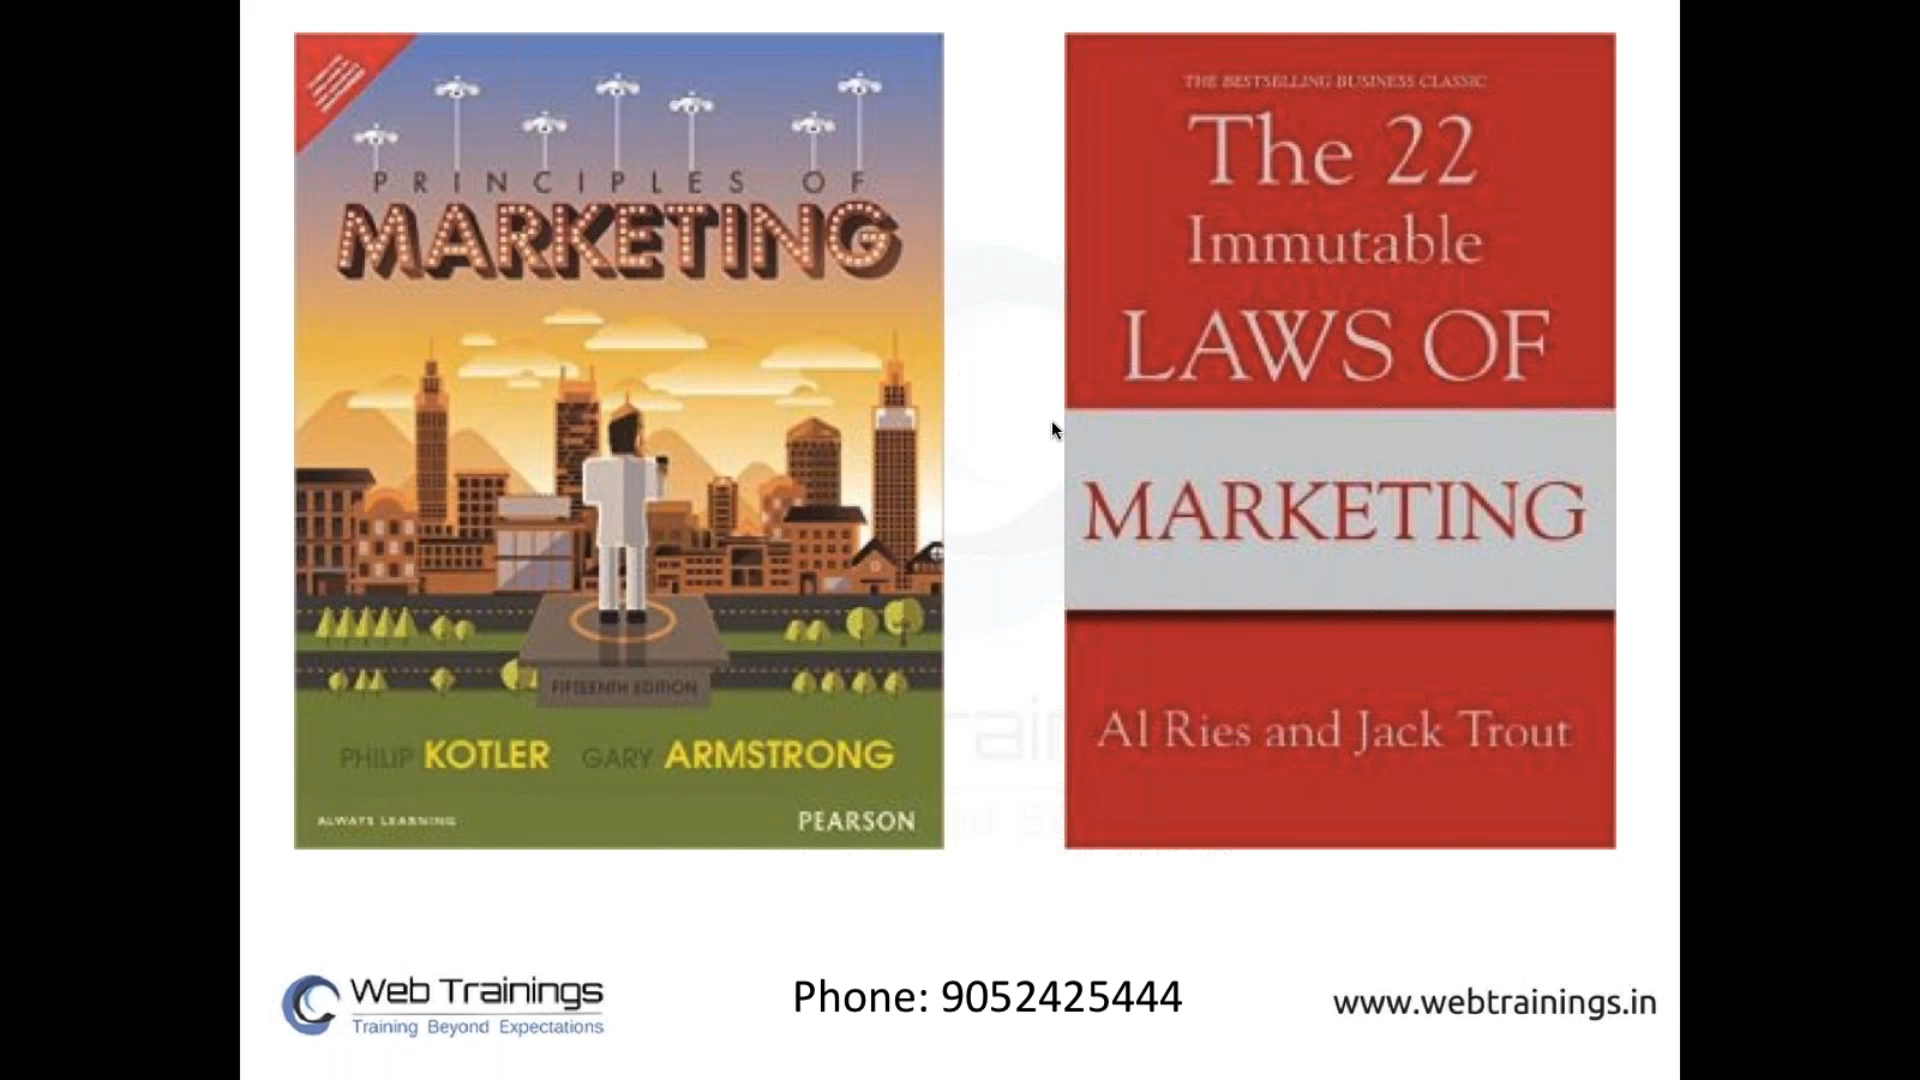 PRINCIPLES OF
MARKETING
FIFTEENTH EDITION
PHILIP KOTLER GARY ARMSTRONG
ALWAYS LEARNING
PEARSON
THE BESTSELLING BUSINESS CLASSIC
The 22
Immutable
LAWS OF
MARKETING
Al Ries and Jack Trout
Web Trainings
Training Beyond Expectations
Phone: 9052425444
www.webtrainings.in